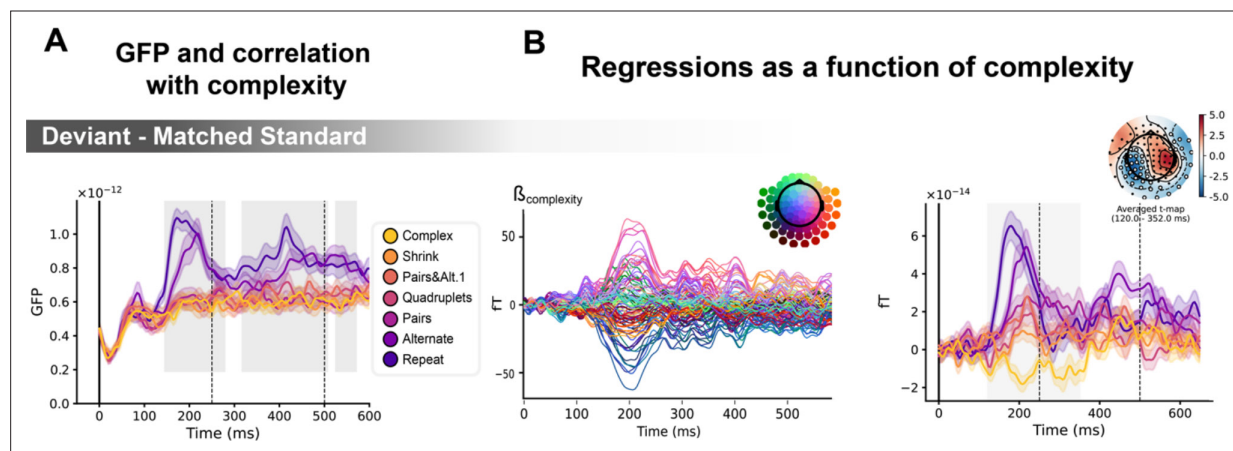 A
GFP and correlation
with complexity
B
Regressions as a function of complexity
Deviant - Matched Standard
×10⁻¹²
GFP
1.0
0.8
0.6
0.4
0.2
0.0
0 100 200 300 400 500 600
Time (ms)
Complex
Shrink
Pairs&Alt.1
Quadruplets
Pairs
Alternate
Repeat
ßcomplexity
fT
50
0
−50
0 100 200 300 400 500
Time (ms)
5.0
2.5
0.0
−2.5
−5.0
Averaged t-map
(120.0 - 352.0 ms)
×10⁻¹⁴
fT
6
4
2
0
−2
0 200 400 600
Time (ms)